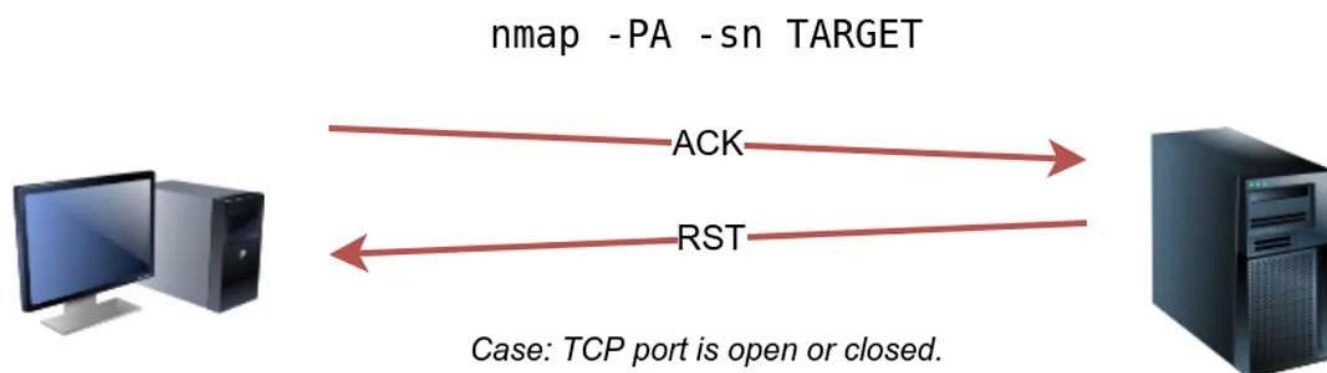 nmap -PA -sn TARGET
ACK
RST
Case: TCP port is open or closed.